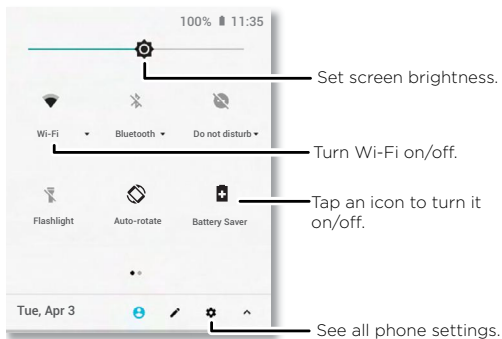 100% 11:35
Set screen brightness.
Wi-Fi Bluetooth Do not disturb
Turn Wi-Fi on/off.
Flashlight Auto-rotate Battery Saver
Tap an icon to turn it
on/off.
Tue, Apr 3
See all phone settings.